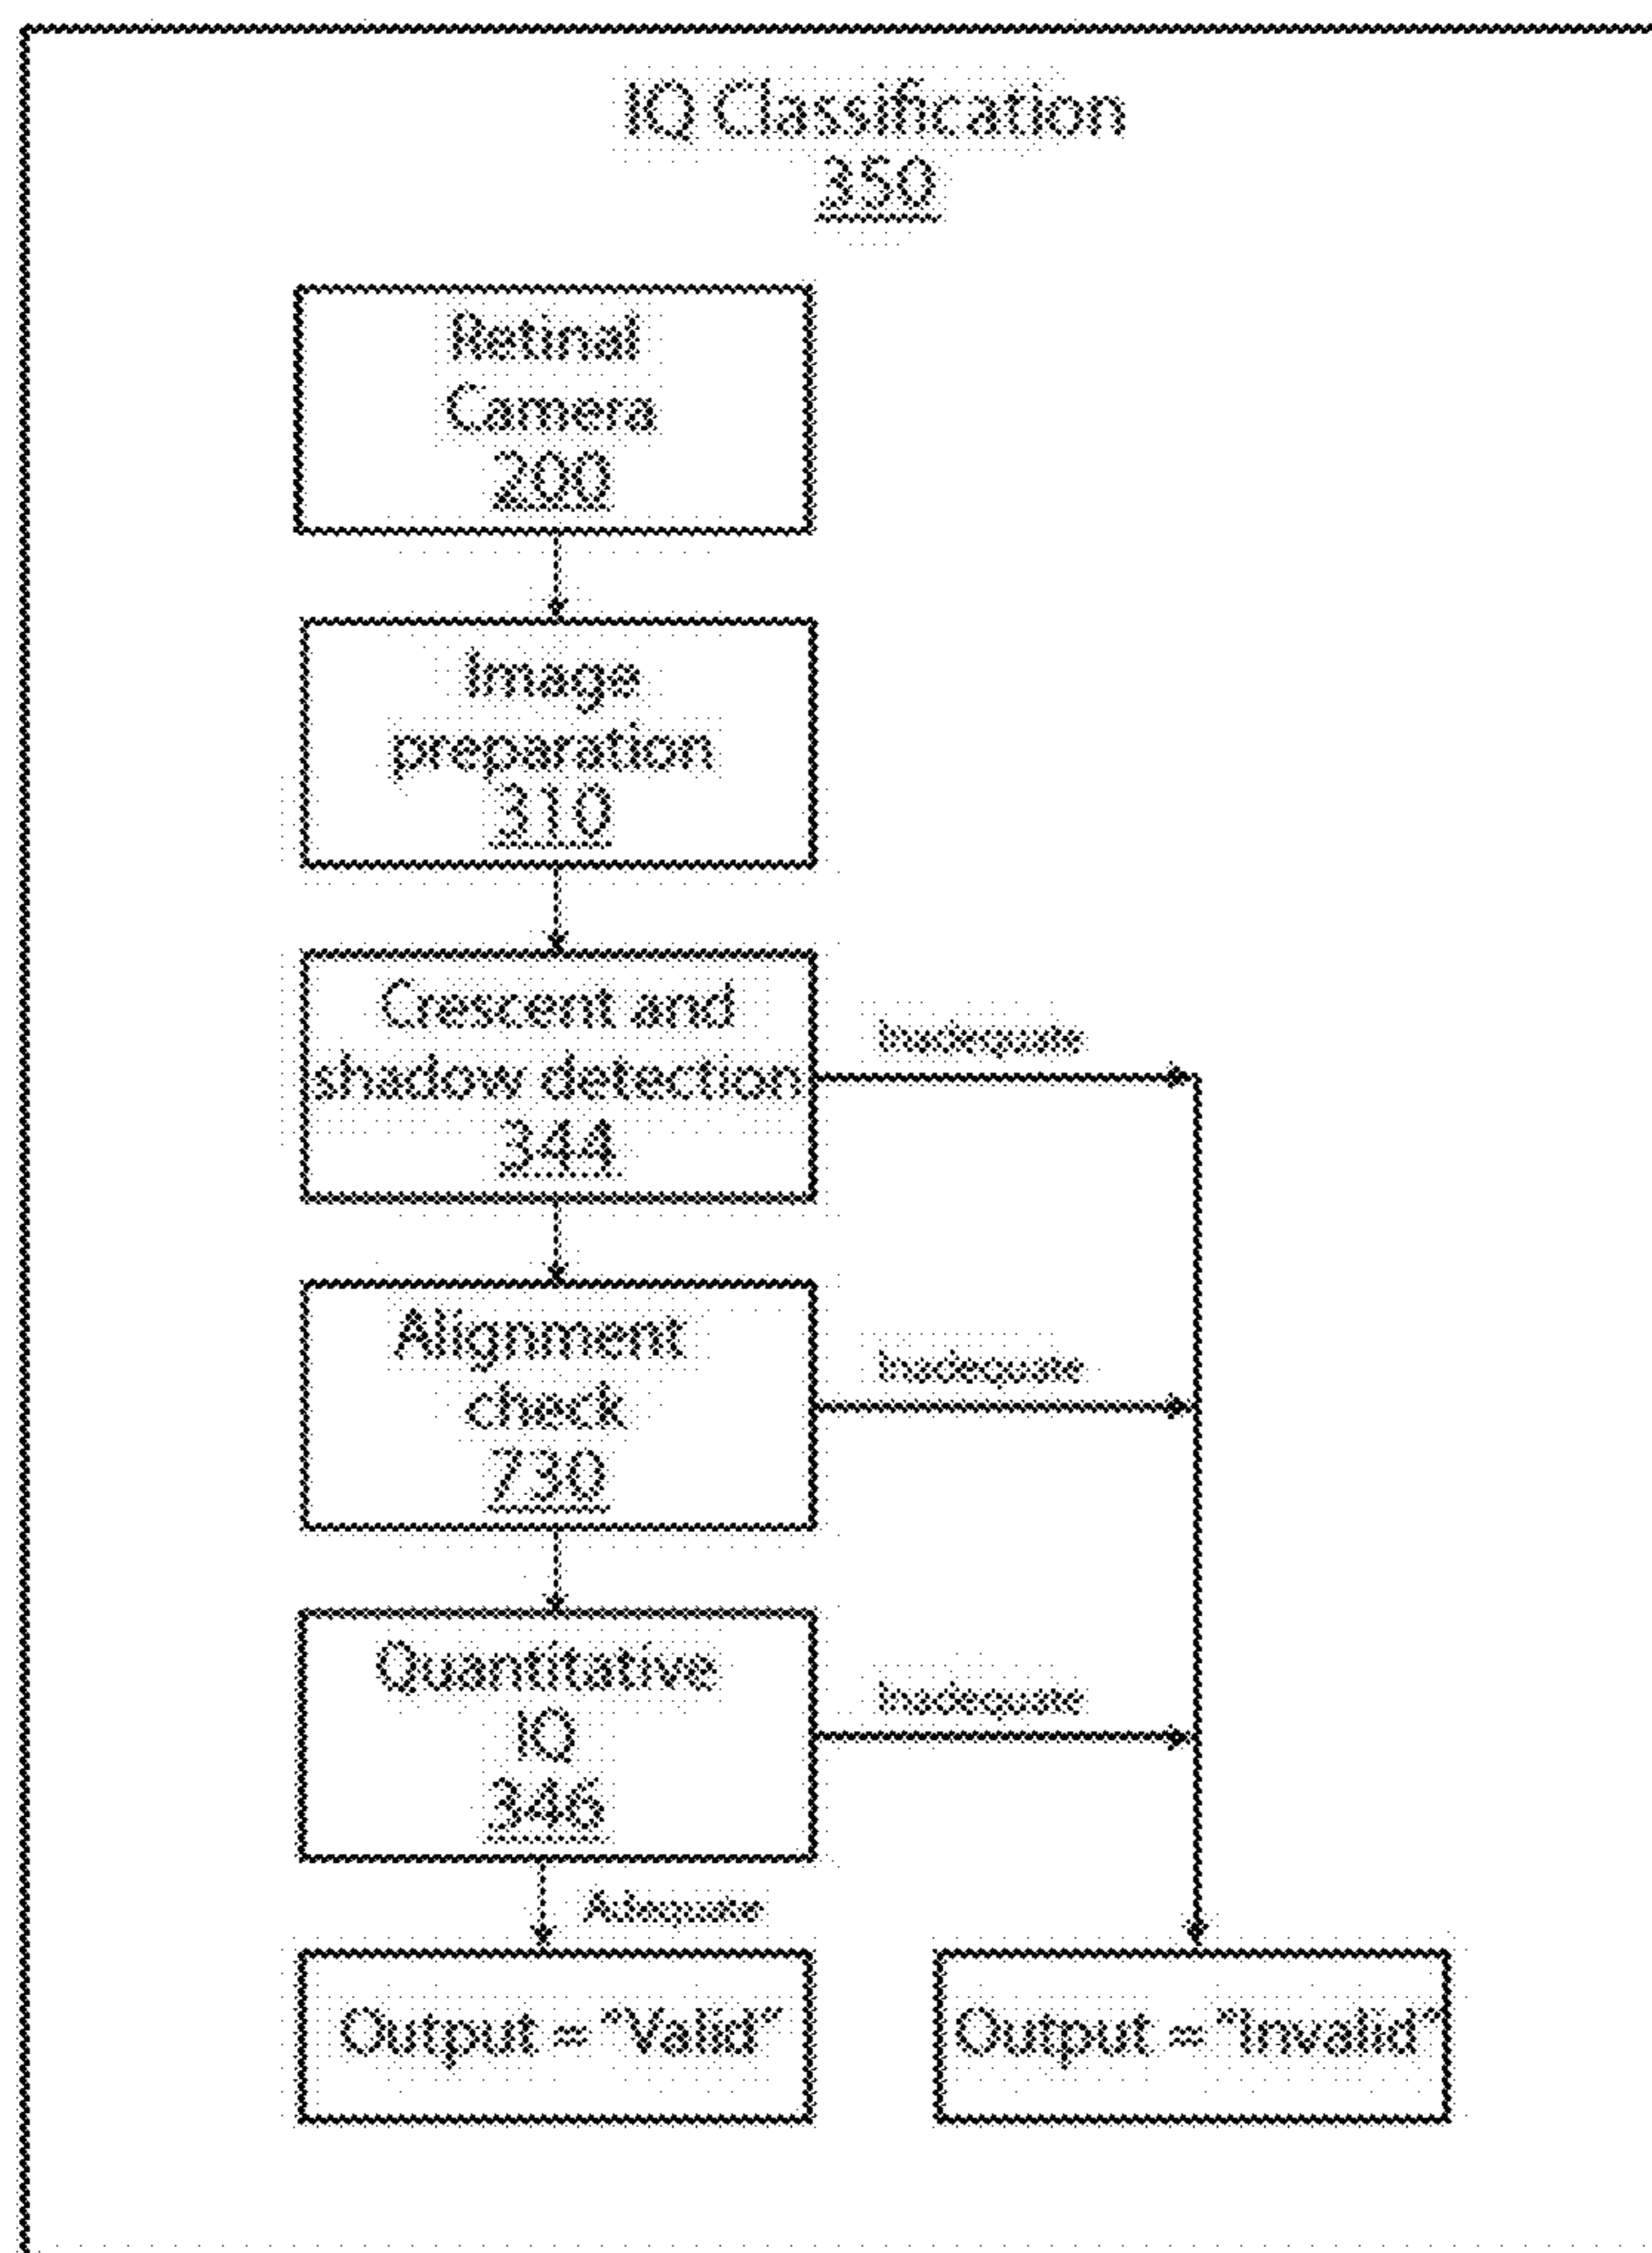 IQ Classification
350
Retinal
Camera
200
Image
preparation
310
Crescent and
shadow detection
344
Inadequate
Alignment
check
730
Inadequate
Quantitative
IQ
346
Inadequate
Adequate
Output = "Valid"
Output = "Invalid"